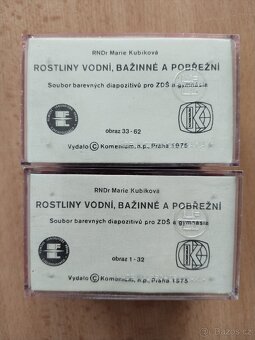 RNDr Marie Kubíková
ROSTLINY VODNÍ, BAŽINNÉ A POBŘEŽNÍ
Soubor barevných diapozitivů pro ZDŠ a gymnasia
obraz 33-62
Vydalo © Komenium, n.p., Praha 1975
RNDr Marie Kubíková
ROSTLINY VODNÍ, BAŽINNÉ A POBŘEŽNÍ
Soubor barevných diapozitivů pro ZDŠ a gymnasia
obraz 1-32
Vydalo © Komenium, n.p., Praha 1975